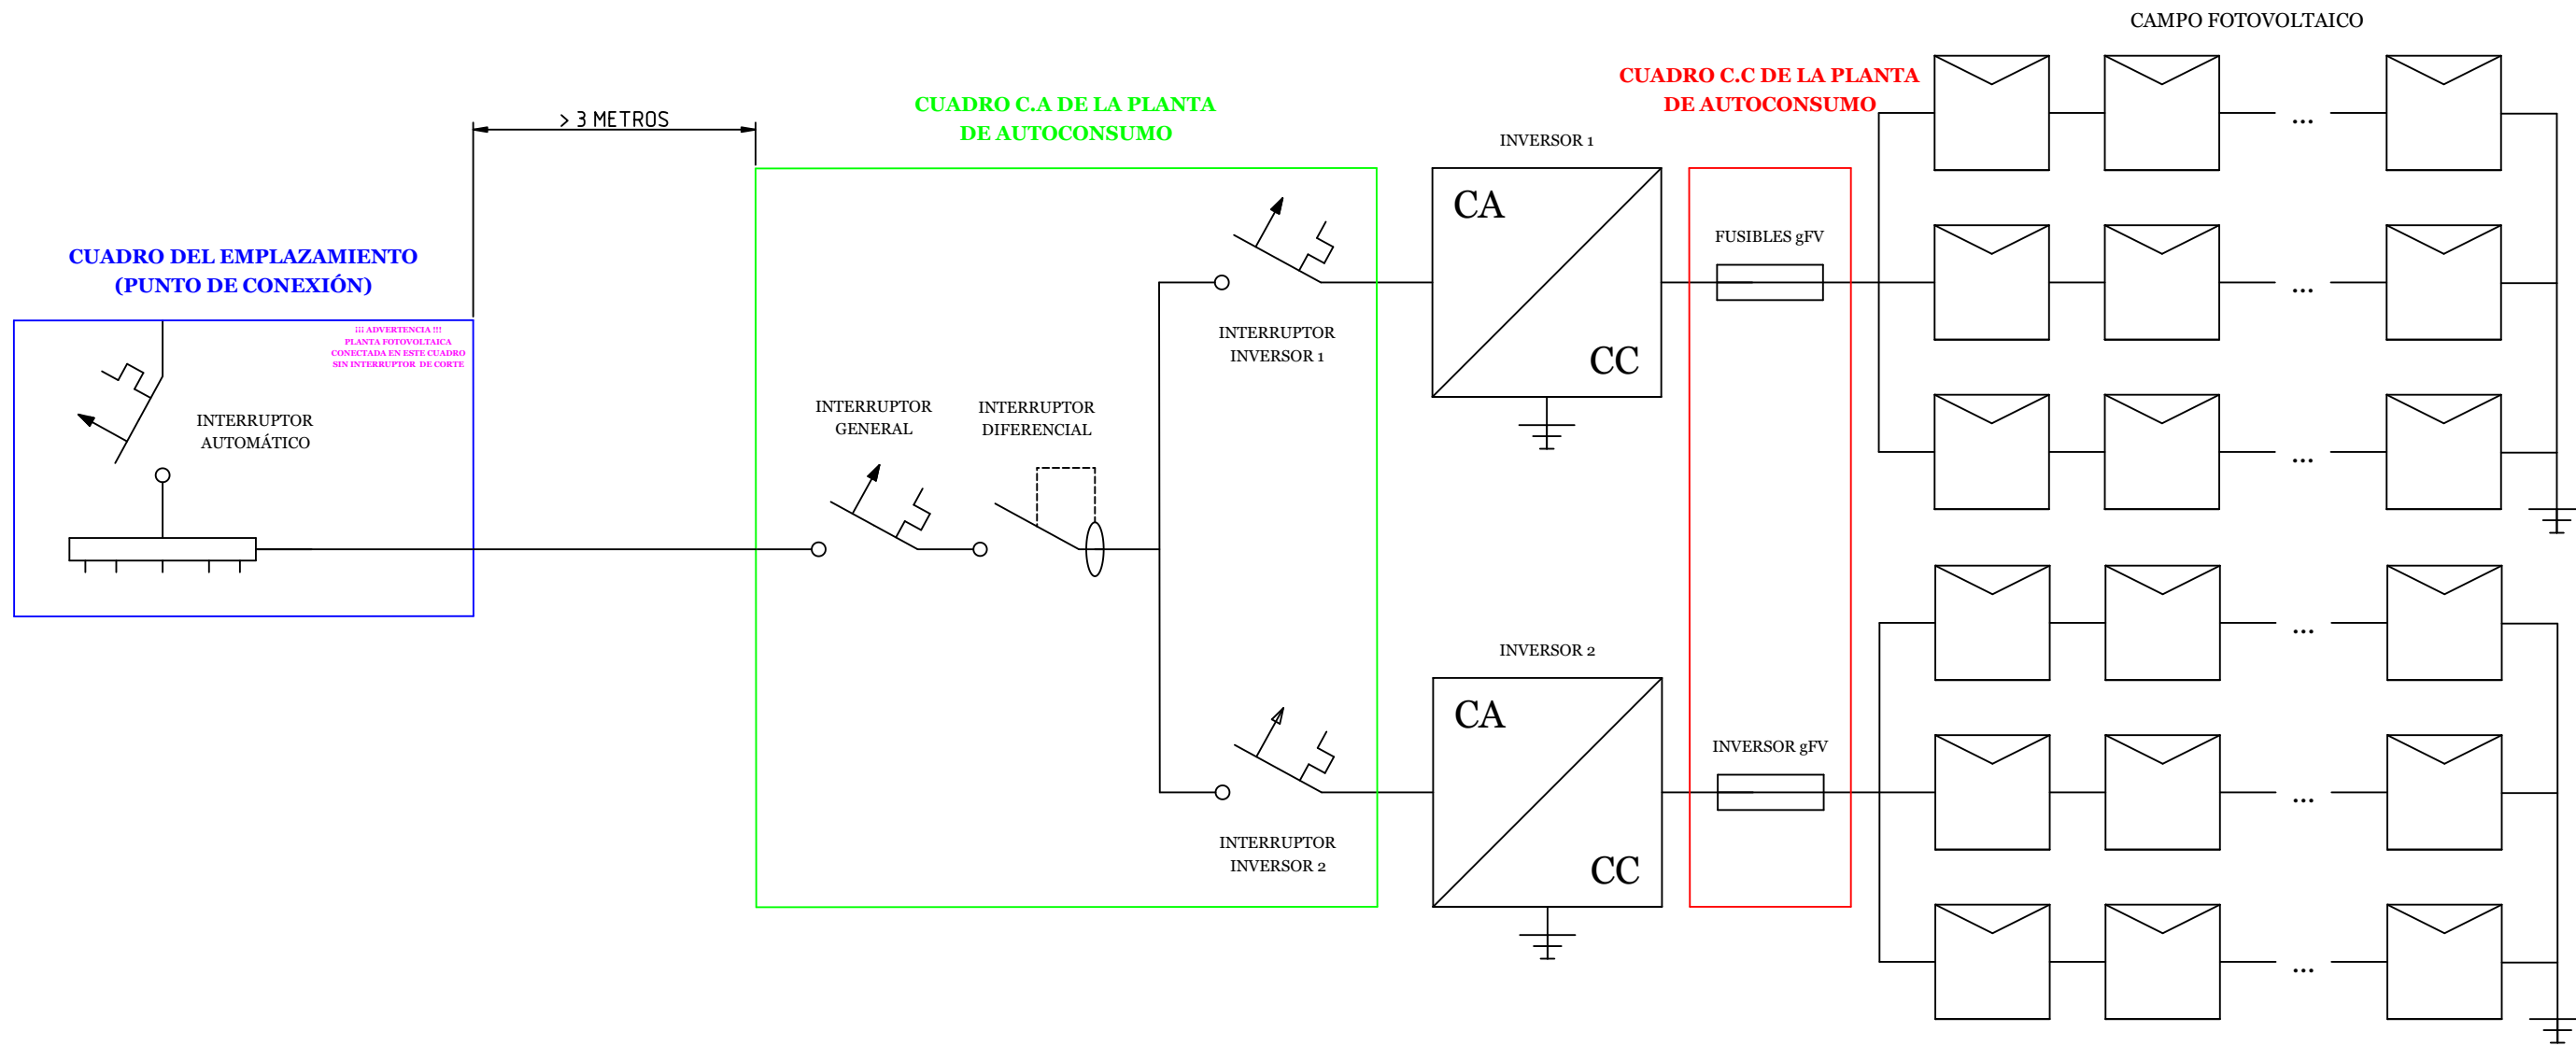 CAMPO FOTOVOLTAICO
CUADRO C.C DE LA PLANTA
DE AUTOCONSUMO
CUADRO C.A DE LA PLANTA
DE AUTOCONSUMO
> 3 METROS
INVERSOR 1
CA
CC
FUSIBLES gFV
CUADRO DEL EMPLAZAMIENTO
(PUNTO DE CONEXIÓN)
¡¡¡ ADVERTENCIA !!!
PLANTA FOTOVOLTAICA
CONECTADA EN ESTE CUADRO
SIN INTERRUPTOR DE CORTE
INTERRUPTOR
AUTOMÁTICO
INTERRUPTOR
GENERAL
INTERRUPTOR
DIFERENCIAL
INTERRUPTOR
INVERSOR 1
...
...
...
INVERSOR 2
CA
CC
INVERSOR gFV
INTERRUPTOR
INVERSOR 2
...
...
...